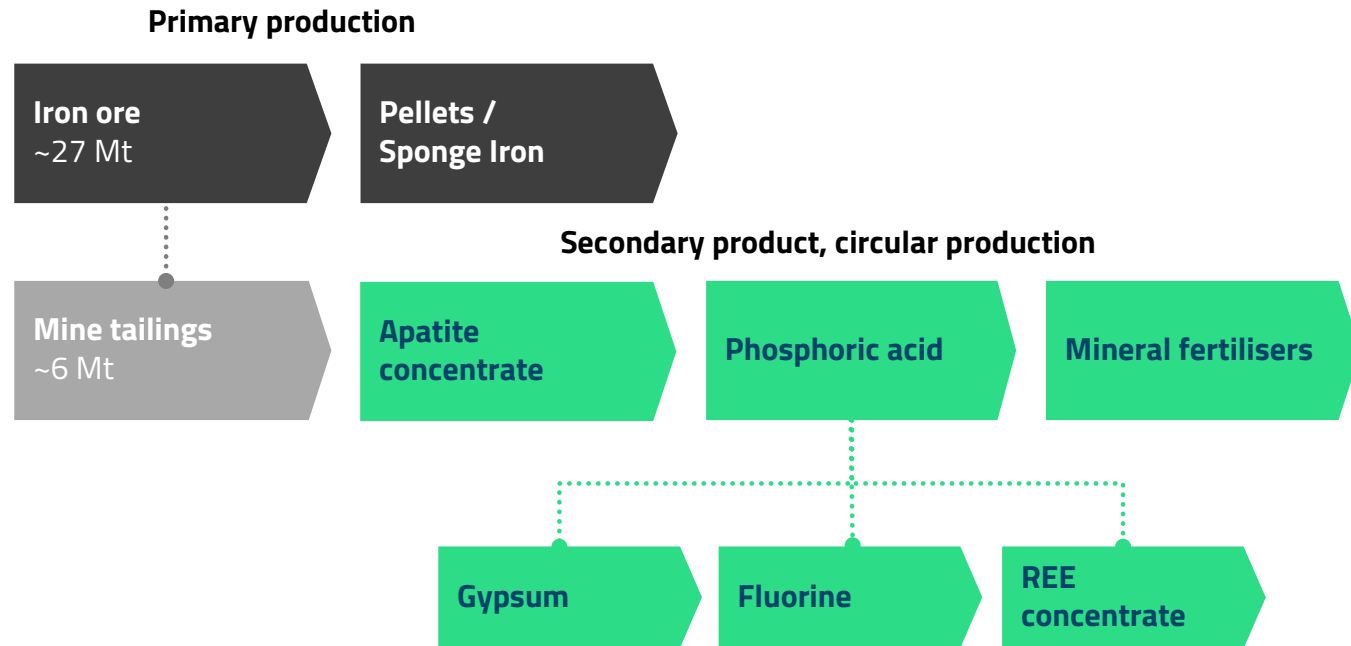 Primary production
Iron ore
~27 Mt
Pellets /
Sponge Iron
Secondary product, circular production
Mine tailings
~6 Mt
Apatite
concentrate
Phosphoric acid
Mineral fertilisers
Gypsum
Fluorine
REE
concentrate